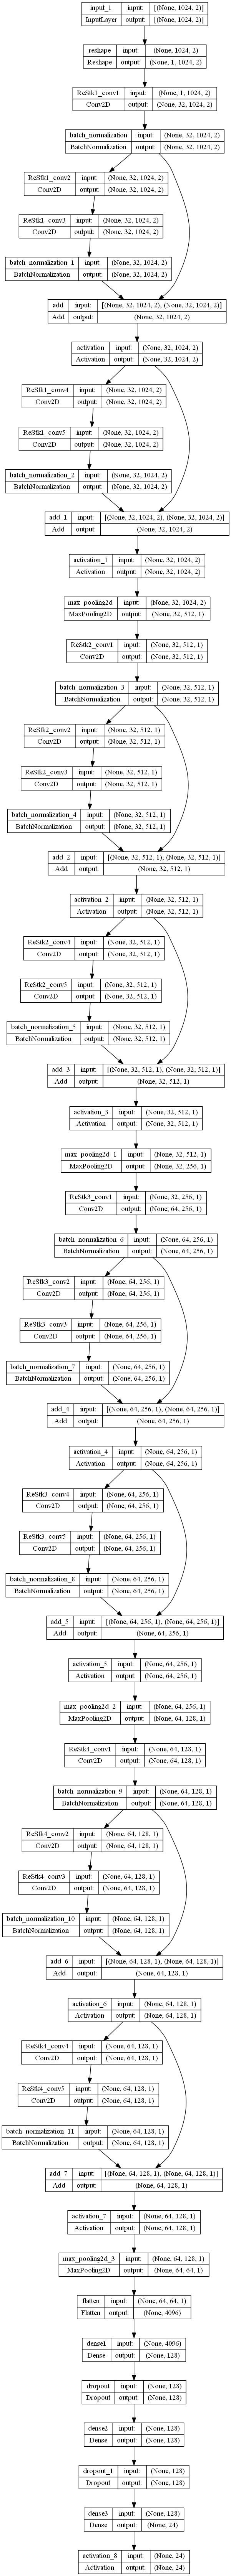 input_1 input: [(None, 1024, 2)]
InputLayer output: [(None, 1024, 2)]
reshape input: (None, 1024, 2)
Reshape output: (None, 1, 1024, 2)
ReStk1_conv1 input: (None, 1, 1024, 2)
Conv2D output: (None, 32, 1024, 2)
batch_normalization input: (None, 32, 1024, 2)
BatchNormalization output: (None, 32, 1024, 2)
ReStk1_conv2 input: (None, 32, 1024, 2)
Conv2D output: (None, 32, 1024, 2)
ReStk1_conv3 input: (None, 32, 1024, 2)
Conv2D output: (None, 32, 1024, 2)
batch_normalization_1 input: (None, 32, 1024, 2)
BatchNormalization output: (None, 32, 1024, 2)
add input: [(None, 32, 1024, 2), (None, 32, 1024, 2)]
Add output: (None, 32, 1024, 2)
activation input: (None, 32, 1024, 2)
Activation output: (None, 32, 1024, 2)
ReStk1_conv4 input: (None, 32, 1024, 2)
Conv2D output: (None, 32, 1024, 2)
ReStk1_conv5 input: (None, 32, 1024, 2)
Conv2D output: (None, 32, 1024, 2)
batch_normalization_2 input: (None, 32, 1024, 2)
BatchNormalization output: (None, 32, 1024, 2)
add_1 input: [(None, 32, 1024, 2), (None, 32, 1024, 2)]
Add output: (None, 32, 1024, 2)
activation_1 input: (None, 32, 1024, 2)
Activation output: (None, 32, 1024, 2)
max_pooling2d input: (None, 32, 1024, 2)
MaxPooling2D output: (None, 32, 512, 1)
ReStk2_conv1 input: (None, 32, 512, 1)
Conv2D output: (None, 32, 512, 1)
batch_normalization_3 input: (None, 32, 512, 1)
BatchNormalization output: (None, 32, 512, 1)
ReStk2_conv2 input: (None, 32, 512, 1)
Conv2D output: (None, 32, 512, 1)
ReStk2_conv3 input: (None, 32, 512, 1)
Conv2D output: (None, 32, 512, 1)
batch_normalization_4 input: (None, 32, 512, 1)
BatchNormalization output: (None, 32, 512, 1)
add_2 input: [(None, 32, 512, 1), (None, 32, 512, 1)]
Add output: (None, 32, 512, 1)
activation_2 input: (None, 32, 512, 1)
Activation output: (None, 32, 512, 1)
ReStk2_conv4 input: (None, 32, 512, 1)
Conv2D output: (None, 32, 512, 1)
ReStk2_conv5 input: (None, 32, 512, 1)
Conv2D output: (None, 32, 512, 1)
batch_normalization_5 input: (None, 32, 512, 1)
BatchNormalization output: (None, 32, 512, 1)
add_3 input: [(None, 32, 512, 1), (None, 32, 512, 1)]
Add output: (None, 32, 512, 1)
activation_3 input: (None, 32, 512, 1)
Activation output: (None, 32, 512, 1)
max_pooling2d_1 input: (None, 32, 512, 1)
MaxPooling2D output: (None, 32, 256, 1)
ReStk3_conv1 input: (None, 32, 256, 1)
Conv2D output: (None, 64, 256, 1)
batch_normalization_6 input: (None, 64, 256, 1)
BatchNormalization output: (None, 64, 256, 1)
ReStk3_conv2 input: (None, 64, 256, 1)
Conv2D output: (None, 64, 256, 1)
ReStk3_conv3 input: (None, 64, 256, 1)
Conv2D output: (None, 64, 256, 1)
batch_normalization_7 input: (None, 64, 256, 1)
BatchNormalization output: (None, 64, 256, 1)
add_4 input: [(None, 64, 256, 1), (None, 64, 256, 1)]
Add output: (None, 64, 256, 1)
activation_4 input: (None, 64, 256, 1)
Activation output: (None, 64, 256, 1)
ReStk3_conv4 input: (None, 64, 256, 1)
Conv2D output: (None, 64, 256, 1)
ReStk3_conv5 input: (None, 64, 256, 1)
Conv2D output: (None, 64, 256, 1)
batch_normalization_8 input: (None, 64, 256, 1)
BatchNormalization output: (None, 64, 256, 1)
add_5 input: [(None, 64, 256, 1), (None, 64, 256, 1)]
Add output: (None, 64, 256, 1)
activation_5 input: (None, 64, 256, 1)
Activation output: (None, 64, 256, 1)
max_pooling2d_2 input: (None, 64, 256, 1)
MaxPooling2D output: (None, 64, 128, 1)
ReStk4_conv1 input: (None, 64, 128, 1)
Conv2D output: (None, 64, 128, 1)
batch_normalization_9 input: (None, 64, 128, 1)
BatchNormalization output: (None, 64, 128, 1)
ReStk4_conv2 input: (None, 64, 128, 1)
Conv2D output: (None, 64, 128, 1)
ReStk4_conv3 input: (None, 64, 128, 1)
Conv2D output: (None, 64, 128, 1)
batch_normalization_10 input: (None, 64, 128, 1)
BatchNormalization output: (None, 64, 128, 1)
add_6 input: [(None, 64, 128, 1), (None, 64, 128, 1)]
Add output: (None, 64, 128, 1)
activation_6 input: (None, 64, 128, 1)
Activation output: (None, 64, 128, 1)
ReStk4_conv4 input: (None, 64, 128, 1)
Conv2D output: (None, 64, 128, 1)
ReStk4_conv5 input: (None, 64, 128, 1)
Conv2D output: (None, 64, 128, 1)
batch_normalization_11 input: (None, 64, 128, 1)
BatchNormalization output: (None, 64, 128, 1)
add_7 input: [(None, 64, 128, 1), (None, 64, 128, 1)]
Add output: (None, 64, 128, 1)
activation_7 input: (None, 64, 128, 1)
Activation output: (None, 64, 128, 1)
max_pooling2d_3 input: (None, 64, 128, 1)
MaxPooling2D output: (None, 64, 64, 1)
flatten input: (None, 64, 64, 1)
Flatten output: (None, 4096)
dense1 input: (None, 4096)
Dense output: (None, 128)
dropout input: (None, 128)
Dropout output: (None, 128)
dense2 input: (None, 128)
Dense output: (None, 128)
dropout_1 input: (None, 128)
Dropout output: (None, 128)
dense3 input: (None, 128)
Dense output: (None, 24)
activation_8 input: (None, 24)
Activation output: (None, 24)